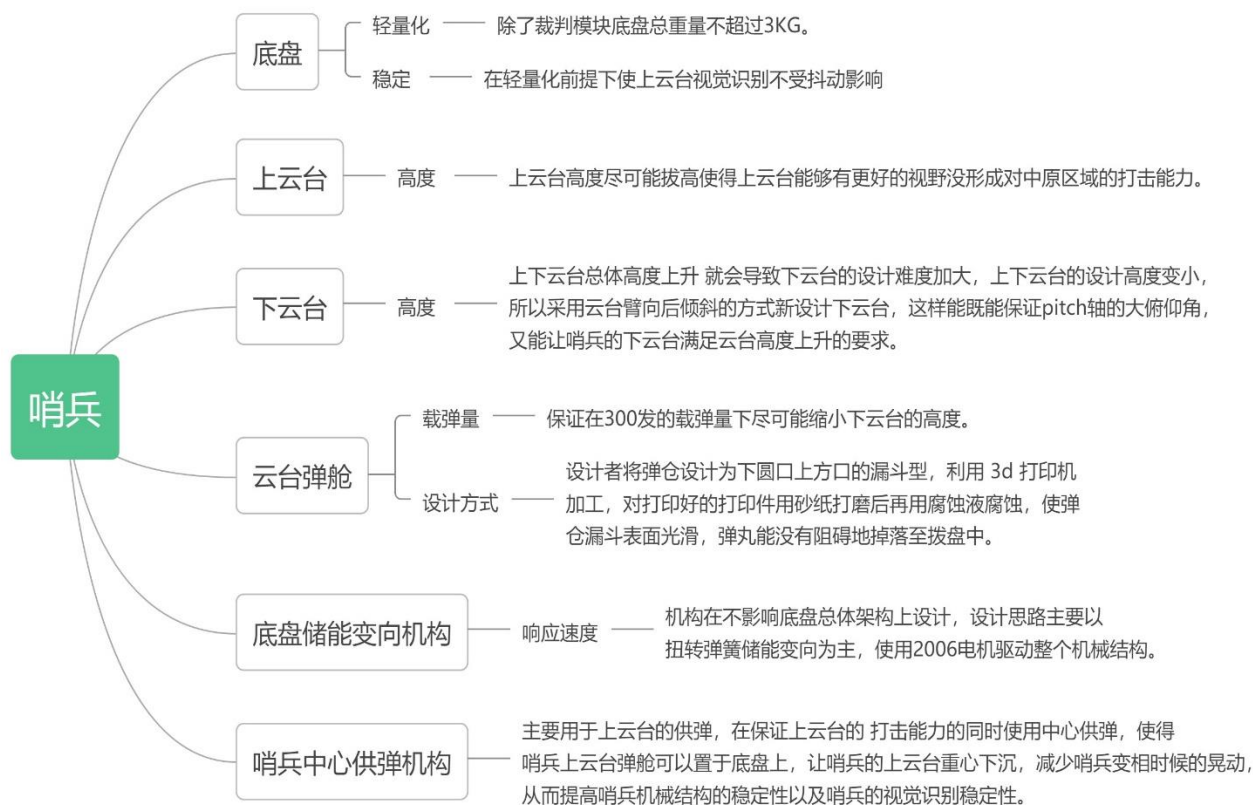 哨兵
底盘
轻量化
除了裁判模块底盘总重量不超过3KG。
稳定
在轻量化前提下使上云台视觉识别不受抖动影响
上云台
高度
上云台高度尽可能拔高使得上云台能够有更好的视野没形成对中原区域的打击能力。
下云台
高度
上下云台总体高度上升 就会导致下云台的设计难度加大，上下云台的设计高度变小，
所以采用云台臂向后倾斜的方式新设计下云台，这样能既能保证pitch轴的大俯仰角，
又能让哨兵的下云台满足云台高度上升的要求。
云台弹舱
载弹量
保证在300发的载弹量下尽可能缩小下云台的高度。
设计方式
设计者将弹仓设计为下圆口上方口的漏斗型，利用 3d 打印机
加工，对打印好的打印件用砂纸打磨后再用腐蚀液腐蚀，使弹
仓漏斗表面光滑，弹丸能没有阻碍地掉落至拨盘中。
底盘储能变向机构
响应速度
机构在不影响底盘总体架构上设计，设计思路主要以
扭转弹簧储能变向为主，使用2006电机驱动整个机械结构。
哨兵中心供弹机构
主要用于上云台的供弹，在保证上云台的 打击能力的同时使用中心供弹，使得
哨兵上云台弹舱可以置于底盘上，让哨兵的上云台重心下沉，减少哨兵变相时候的晃动，
从而提高哨兵机械结构的稳定性以及哨兵的视觉识别稳定性。